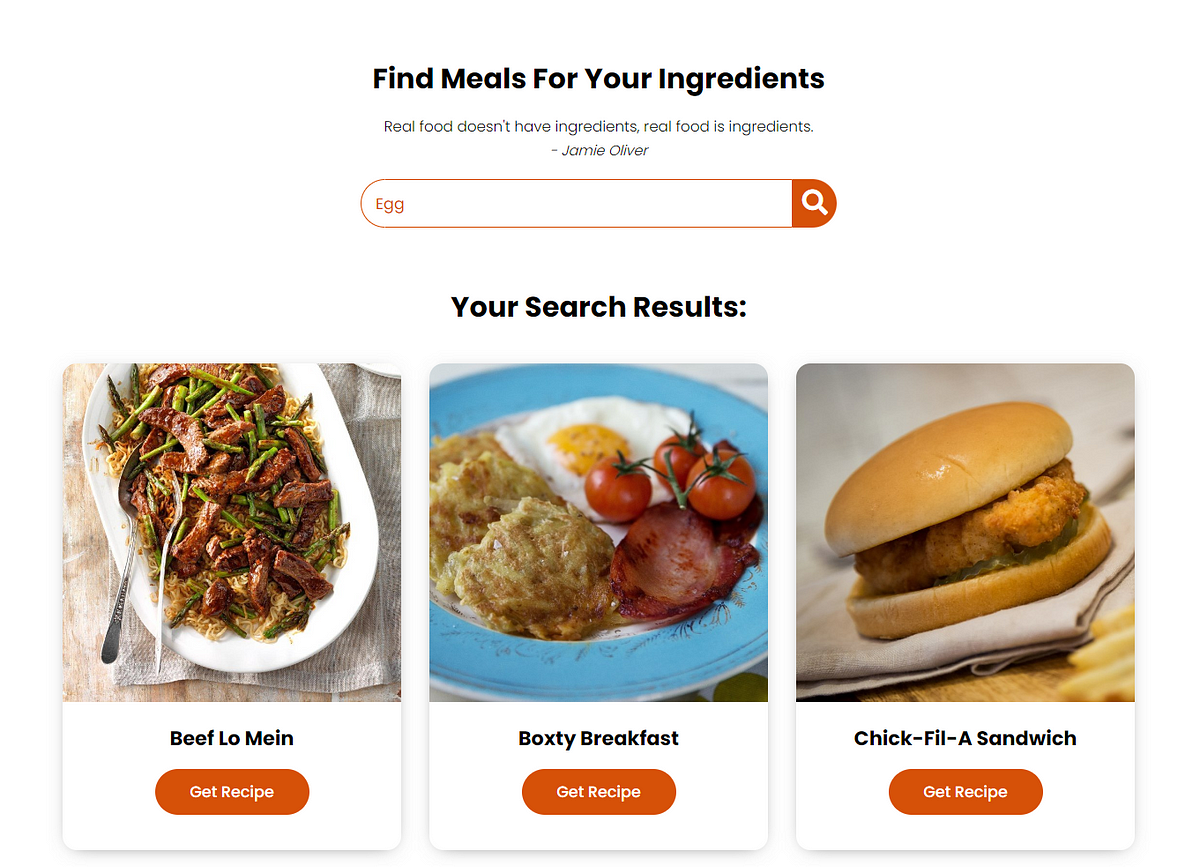 Find Meals For Your Ingredients
Real food doesn't have ingredients, real food is ingredients.
- Jamie Oliver
Egg
Your Search Results:
Beef Lo Mein
Get Recipe
Boxty Breakfast
Get Recipe
Chick-Fil-A Sandwich
Get Recipe